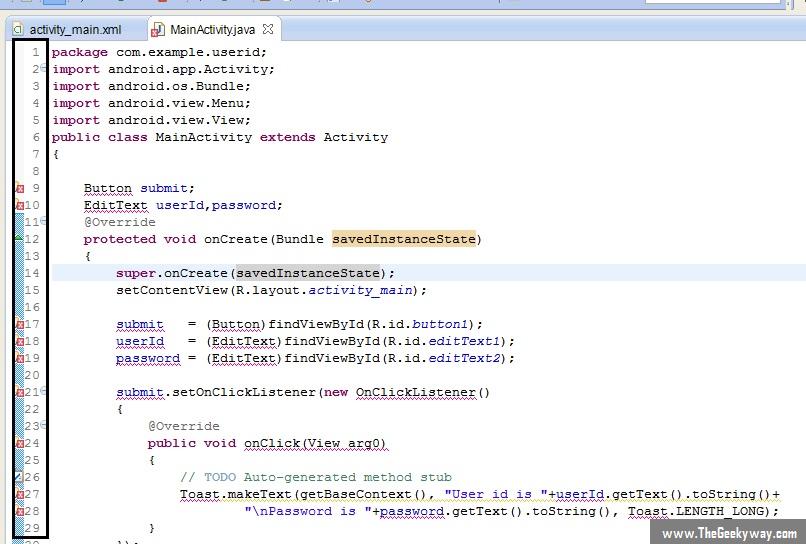 activity_main.xml MainActivity.java
1 package com.example.userid;
2 import android.app.Activity;
3 import android.os.Bundle;
4 import android.view.Menu;
5 import android.view.View;
6 public class MainActivity extends Activity
7 {
8
9 Button submit;
10 EditText userId,password;
11 @Override
12 protected void onCreate(Bundle savedInstanceState)
13 {
14 super.onCreate(savedInstanceState);
15 setContentView(R.layout.activity_main);
16
17 submit = (Button)findViewById(R.id.button1);
18 userId = (EditText)findViewById(R.id.editText1);
19 password = (EditText)findViewById(R.id.editText2);
20
21 submit.setOnClickListener(new OnClickListener()
22 {
23 @Override
24 public void onClick(View arg0)
25 {
26 // TODO Auto-generated method stub
27 Toast.makeText(getBaseContext(), "User id is "+userId.getText().toString()+
28 "\nPassword is "+password.getText().toString(), Toast.LENGTH_LONG);
29 }
www.TheGeekyway.com